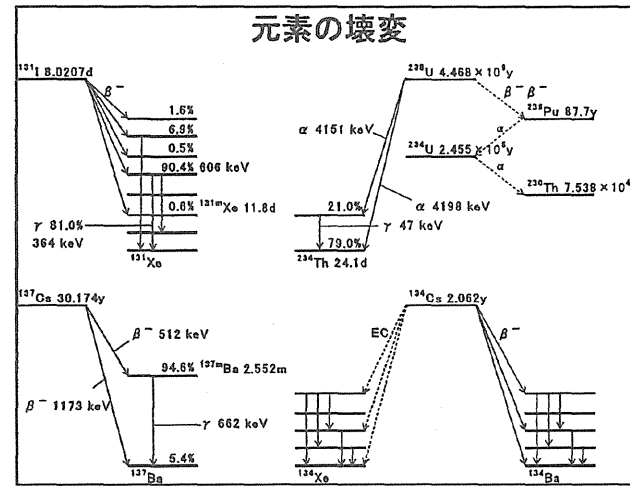 元素の壊変
¹³¹I 8.0207d
β⁻
1.6%
6.9%
0.5%
90.4% 606 keV
0.6% ¹³¹ᵐXe 11.8d
γ 81.0%
364 keV
¹³¹Xe
²³⁸U 4.468 × 10⁹y
β⁻ β⁻
²³⁸Pu 87.7y
α 4151 keV
α
²³⁴U 2.455 × 10⁵y
α
²³⁰Th 7.538 × 10⁴
α 4198 keV
21.0%
γ 47 keV
79.0%
²³⁴Th 24.1d
¹³⁷Cs 30.174y
β⁻ 512 keV
94.6% ¹³⁷ᵐBa 2.552m
β⁻ 1173 keV
γ 662 keV
5.4%
¹³⁷Ba
¹³⁴Cs 2.062y
EC
β⁻
¹³⁴Xe
¹³⁴Ba